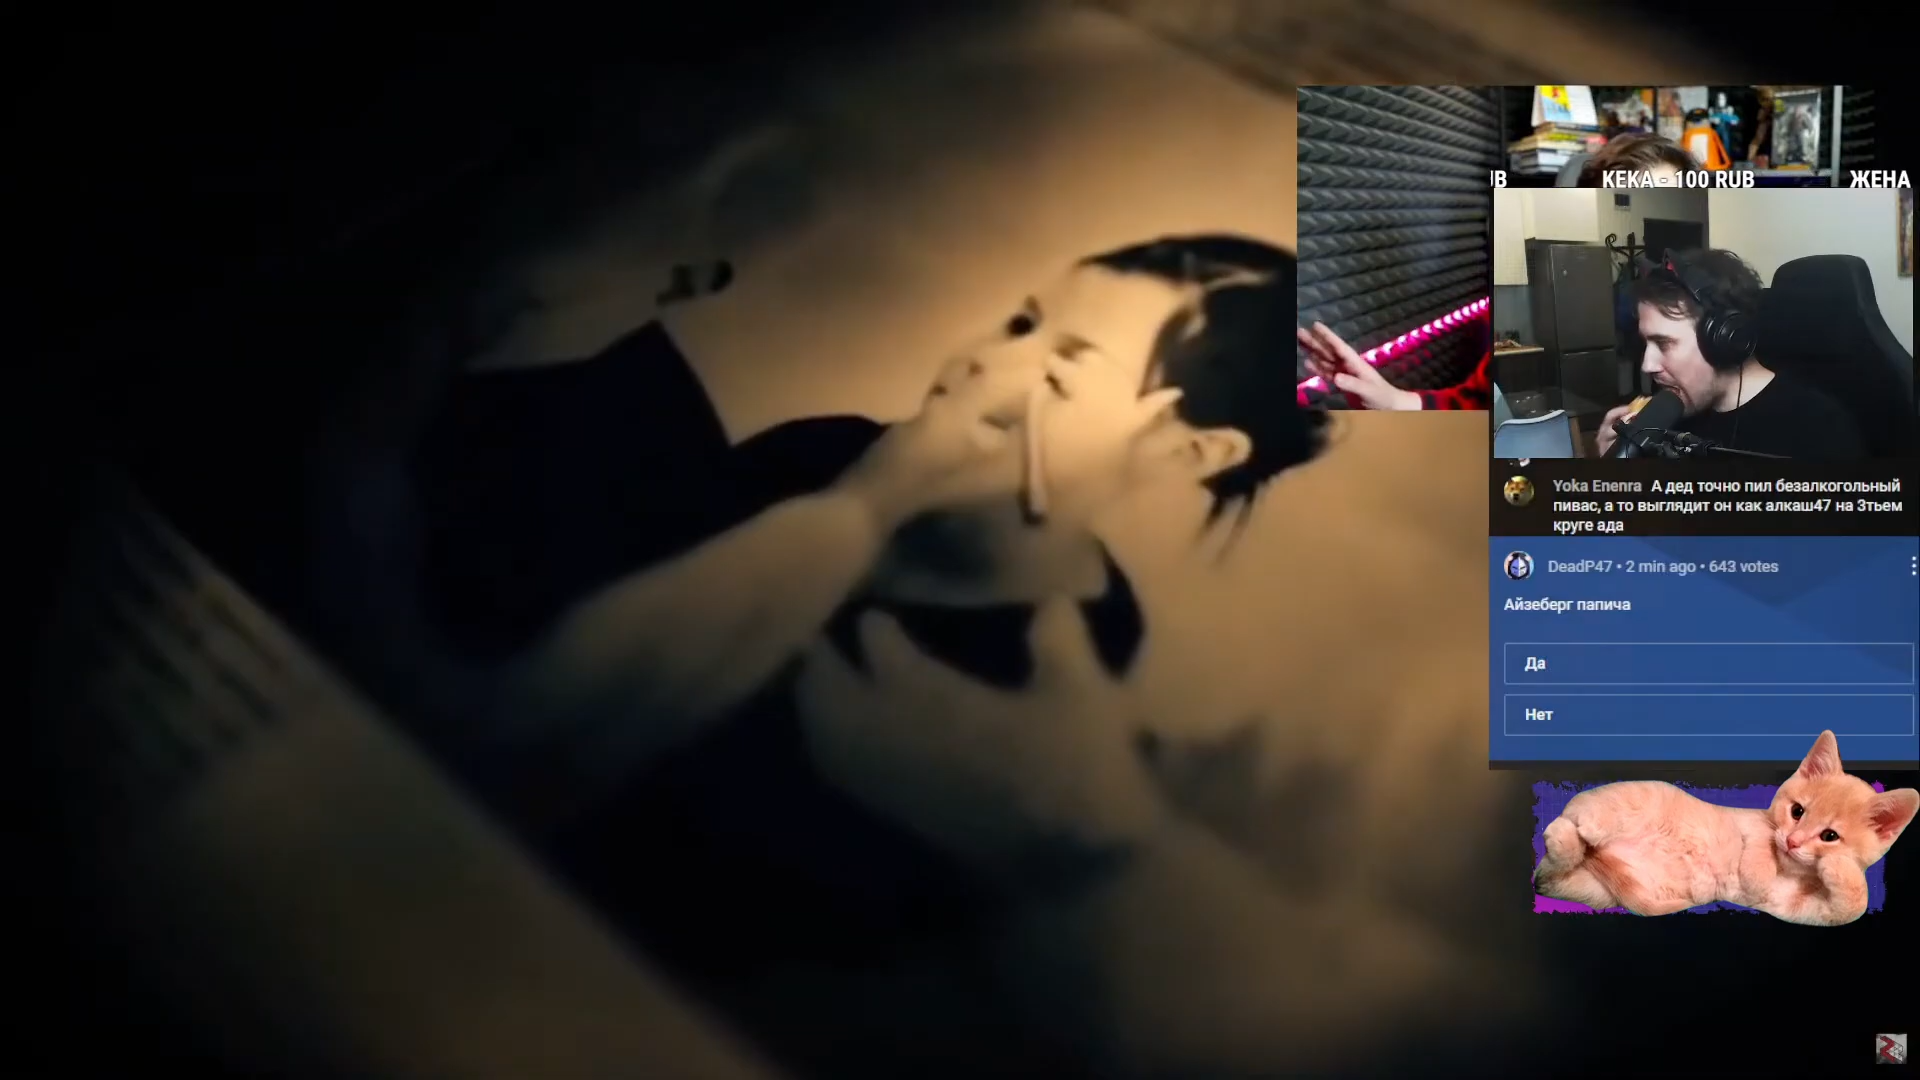 JB KEKA - 100 RUB ЖЕНА
Yoka Enenra А дед точно пил безалкогольный
пивас, а то выглядит он как алкаш47 на 3тьем
круге ада
DeadP47 • 2 min ago • 643 votes
Айзеберг папича
Да
Нет